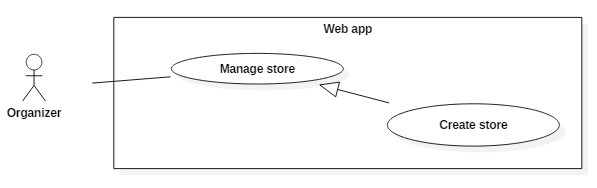 Web app
Manage store
Organizer
Create store